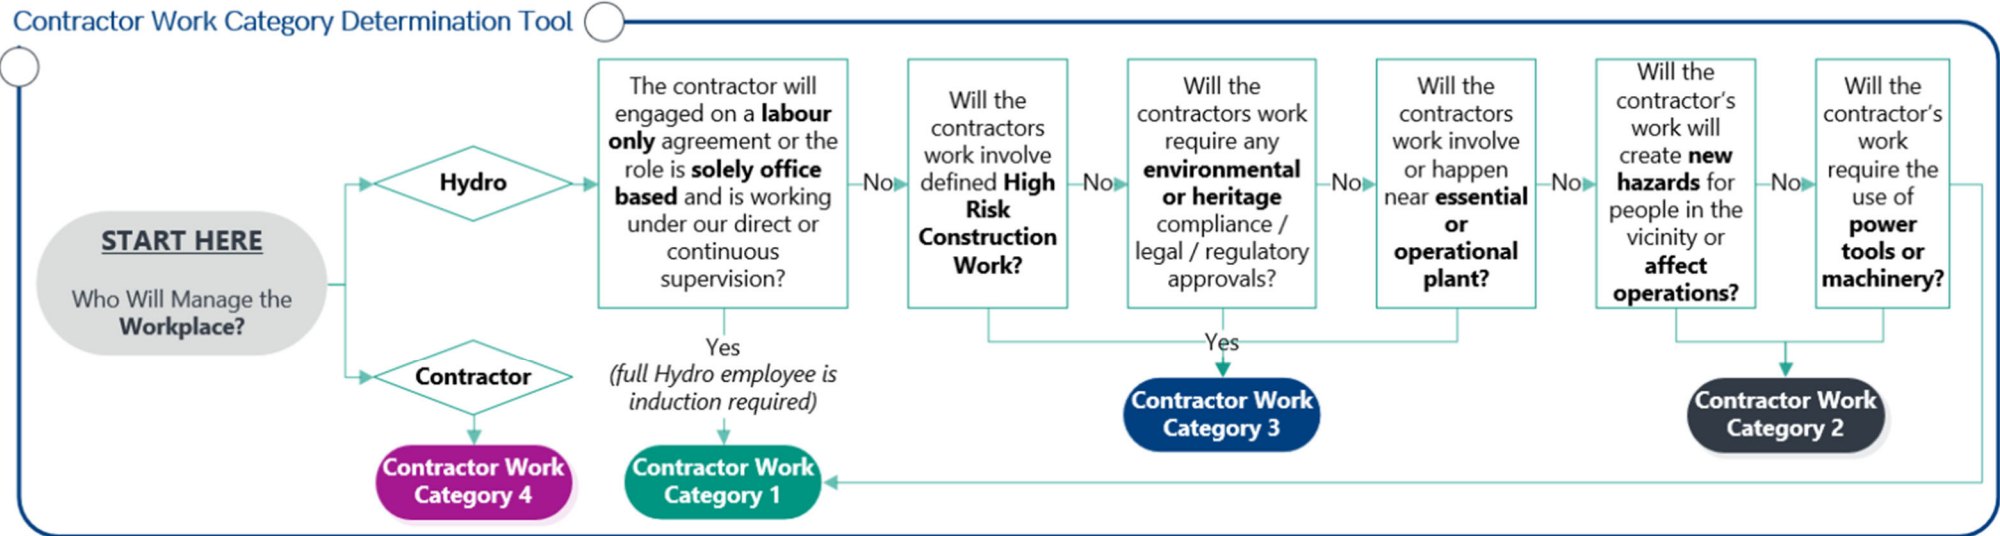 Contractor Work Category Determination Tool
START HERE
Who Will Manage the
Workplace?
Hydro
Contractor
Contractor Work
Category 4
The contractor will
engaged on a labour
only agreement or the
role is solely office
based and is working
under our direct or
continuous
supervision?
Yes
(full Hydro employee is
induction required)
Contractor Work
Category 1
No
Will the
contractors
work involve
defined High
Risk
Construction
Work?
No
Will the
contractors work
require any
environmental
or heritage
compliance /
legal / regulatory
approvals?
Yes
Contractor Work
Category 3
No
Will the
contractors
work involve
or happen
near essential
or
operational
plant?
No
Will the
contractor's
work will
create new
hazards for
people in the
vicinity or
affect
operations?
No
Will the
contractor's
work
require the
use of
power
tools or
machinery?
Contractor Work
Category 2